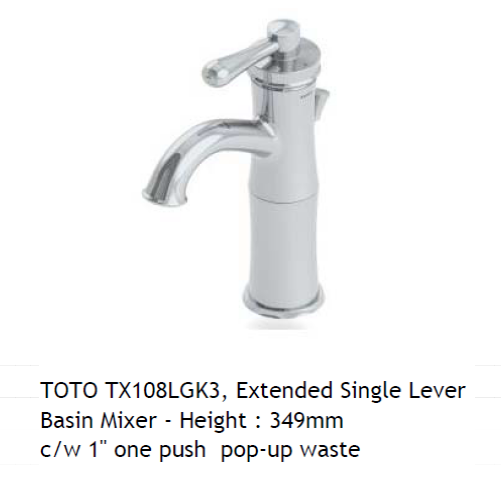 TOTO TX108LGK3, Extended Single Lever
Basin Mixer - Height : 349mm
c/w 1" one push  pop-up waste